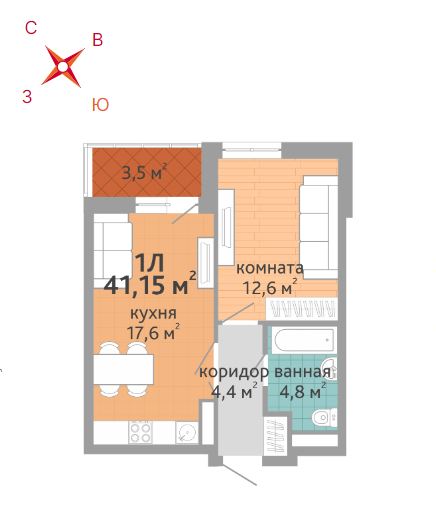 С
В
З
Ю
3,5 м²
1Л
41,15 м²
кухня
17,6 м²
комната
12,6 м²
коридор
4,4 м²
ванная
4,8 м²